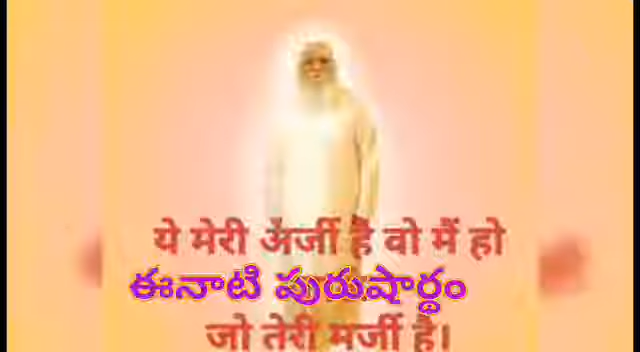 ये मेरी अर्जी है वो मैं हो
ఈనాటి పురుషార్థం
जो तेरी मर्जी है।